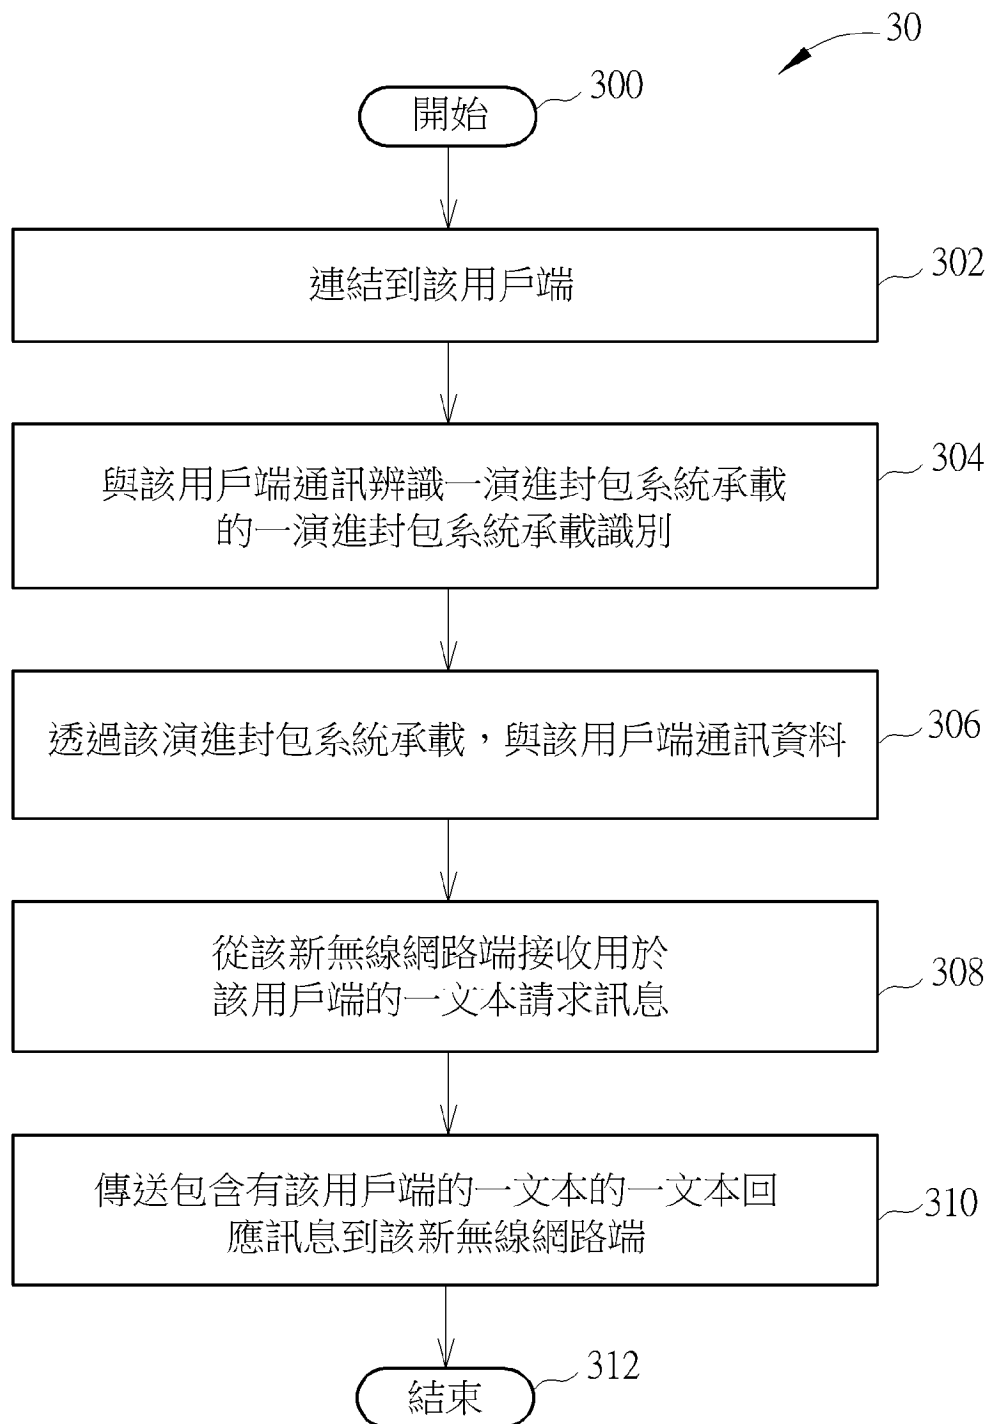 30
開始
300
連結到該用戶端
302
與該用戶端通訊辨識一演進封包系統承載
的一演進封包系統承載識別
304
透過該演進封包系統承載,與該用戶端通訊資料
306
從該新無線網路端接收用於
該用戶端的一文本請求訊息
308
傳送包含有該用戶端的一文本的一文本回
應訊息到該新無線網路端
310
結束
312